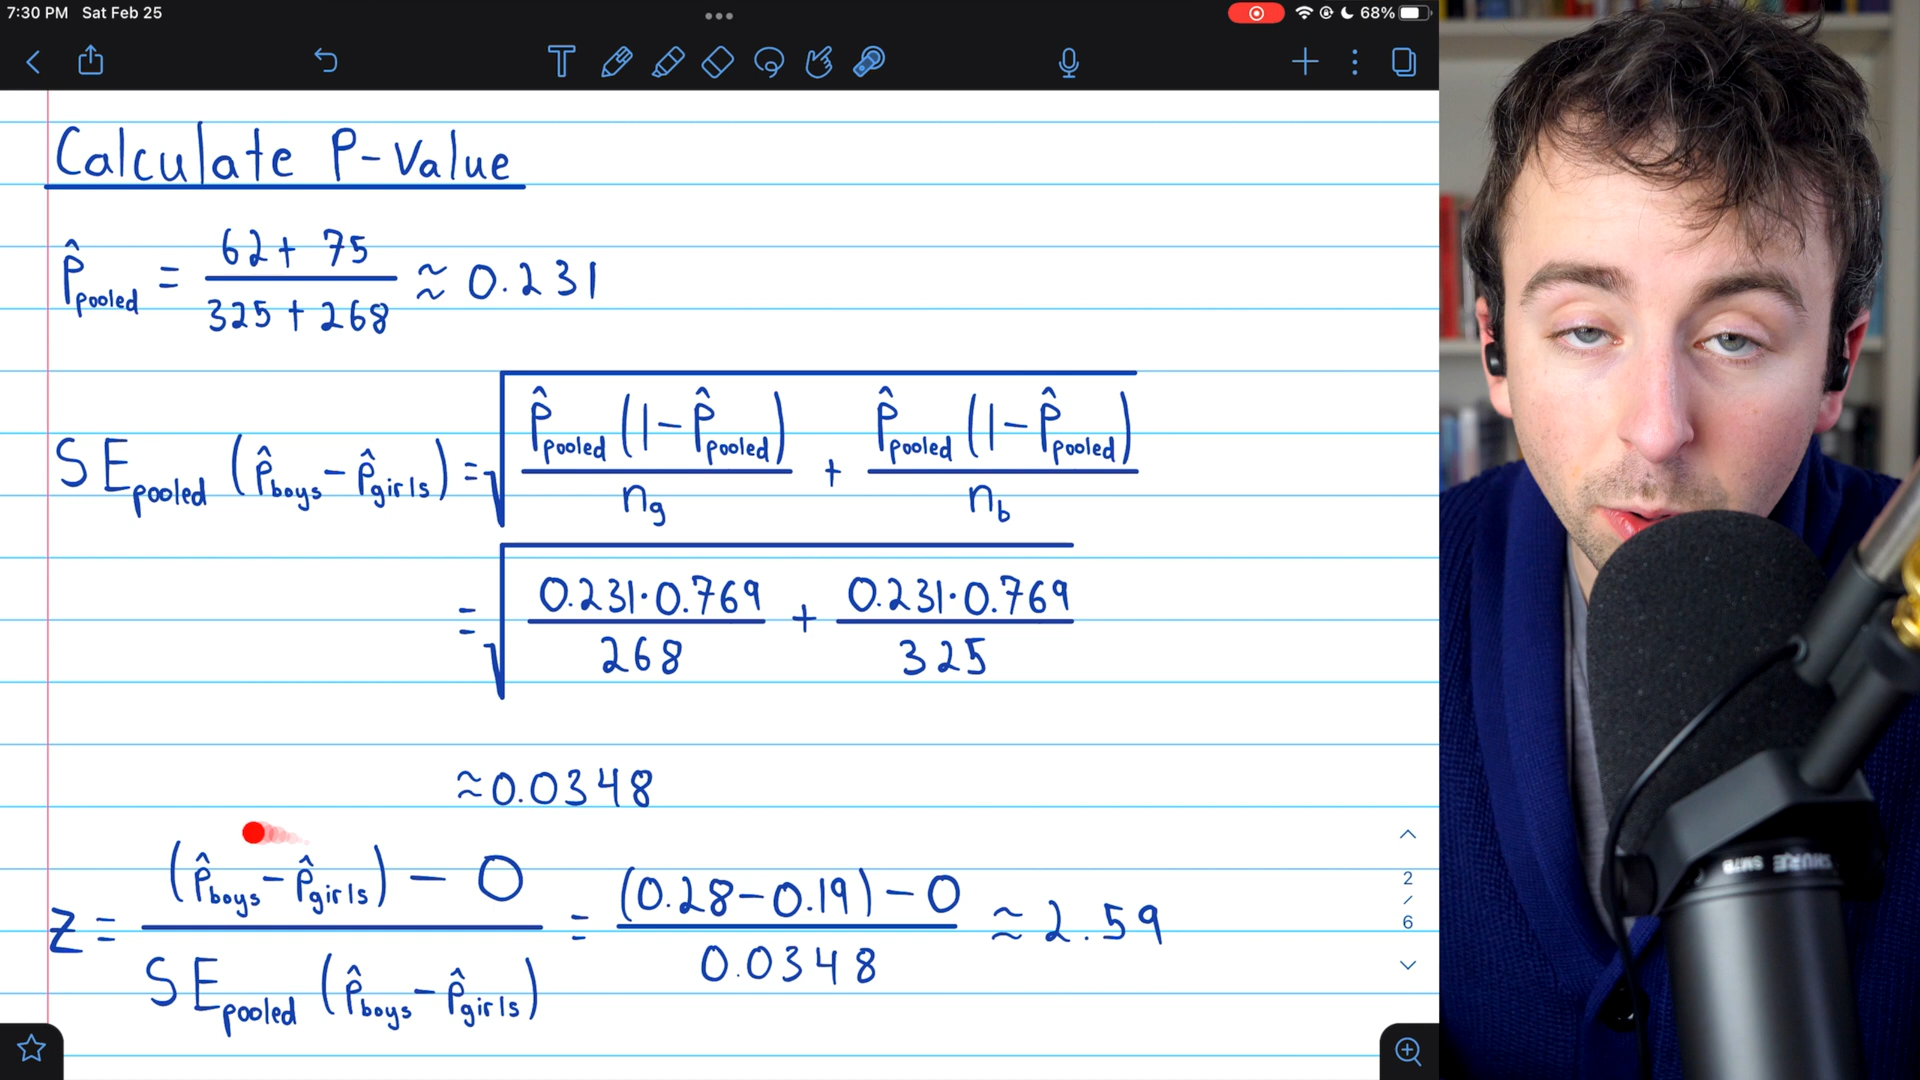 7:30 PM Sat Feb 25
68%
Calculate P-Value
p̂pooled = (62 + 75)/(325 + 268) ≈ 0.231
SEpooled (p̂boys − p̂girls) = √(p̂pooled (1 − p̂pooled)/ng + p̂pooled (1 − p̂pooled)/nb)
= √(0.231·0.769/268 + 0.231·0.769/325)
≈ 0.0348
z = ((p̂boys − p̂girls) − 0)/(SEpooled (p̂boys − p̂girls)) = ((0.28 − 0.19) − 0)/0.0348 ≈ 2.59
2
/
6
SHURE SM7B